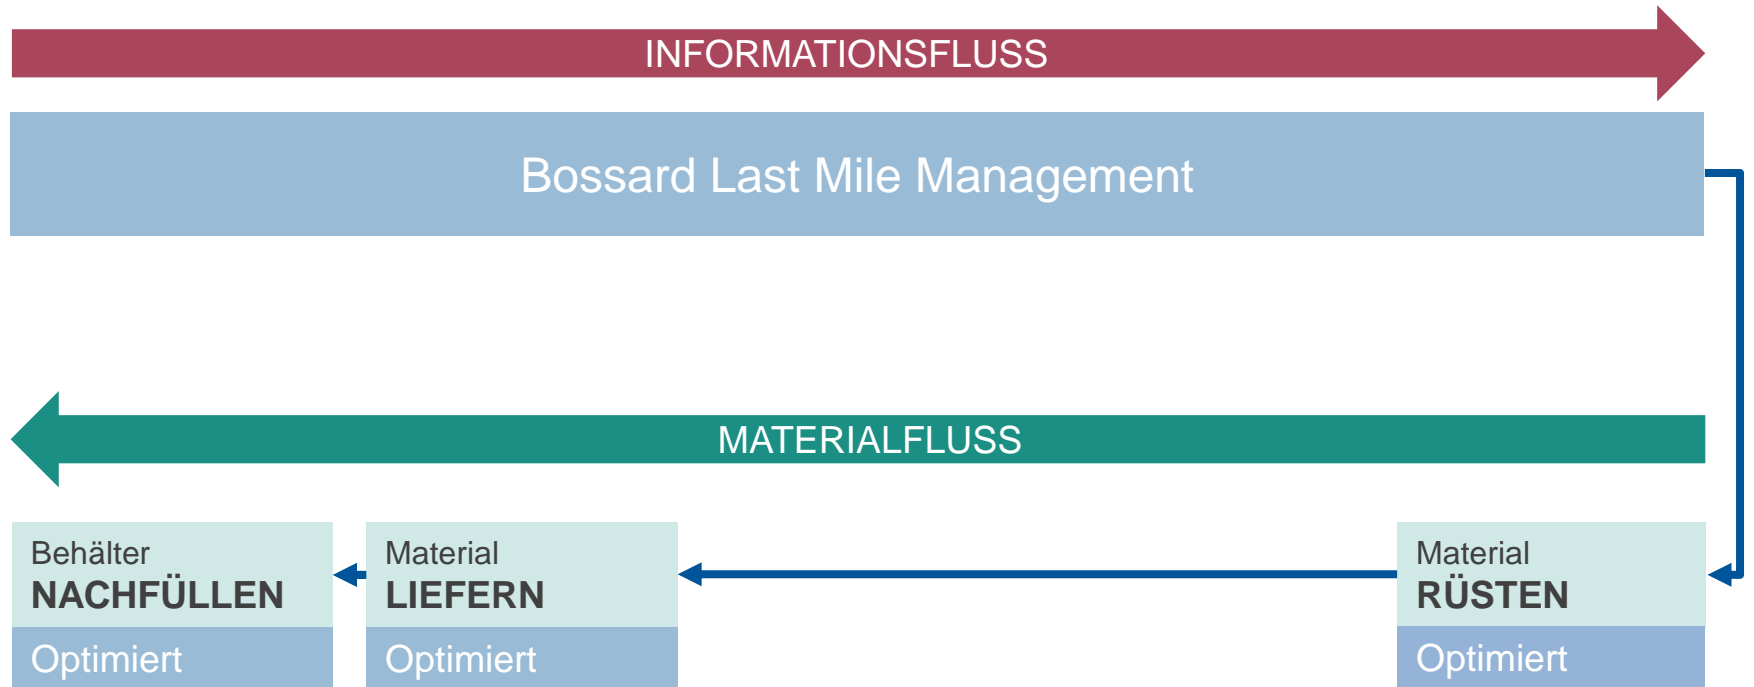 INFORMATIONSFLUSS
Bossard Last Mile Management
MATERIALFLUSS
Behälter
NACHFÜLLEN
Optimiert
Material
LIEFERN
Optimiert
Material
RÜSTEN
Optimiert